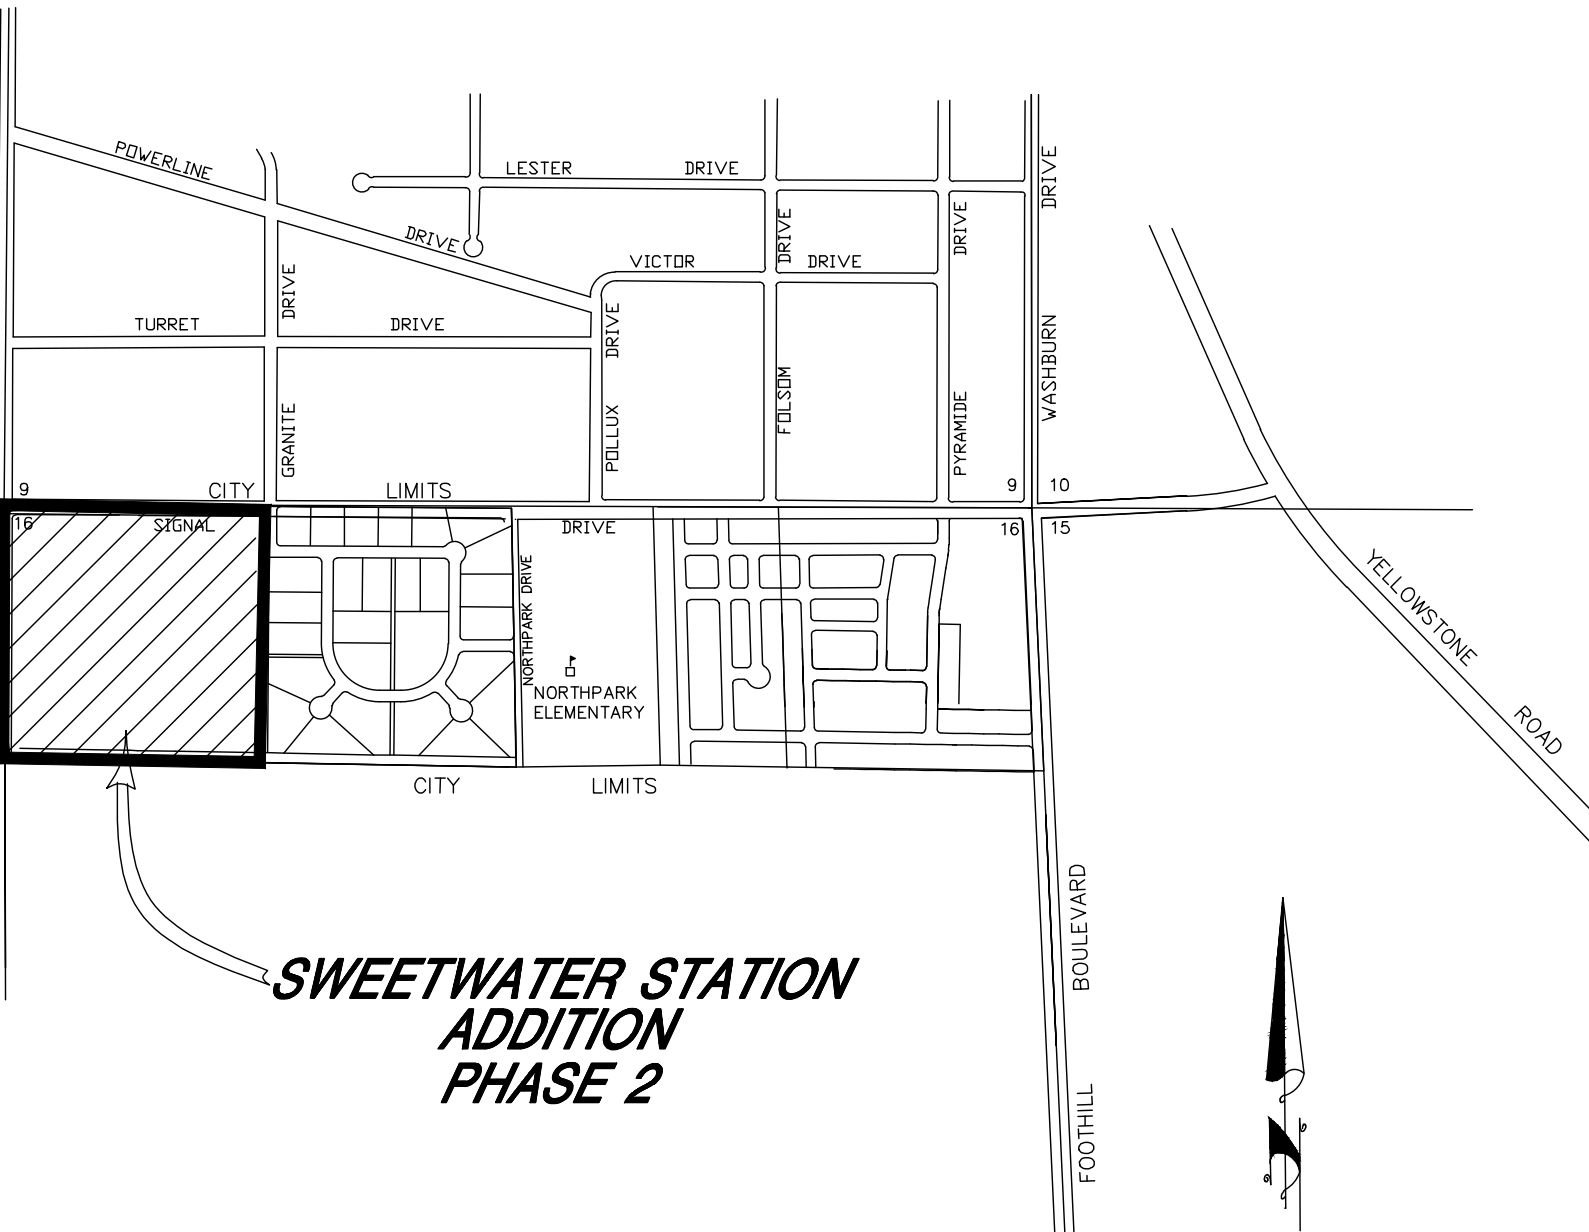 POWERLINE
DRIVE
LESTER DRIVE
DRIVE
DRIVE
DRIVE
VICTOR DRIVE
DRIVE
TURRET DRIVE
DRIVE
GRANITE
POLLUX
FOLSOM
PYRAMIDE
WASHBURN
9
CITY LIMITS
9
10
16
SIGNAL
DRIVE
16
15
NORTHPARK DRIVE
NORTHPARK
ELEMENTARY
YELLOWSTONE
ROAD
CITY LIMITS
BOULEVARD
FOOTHILL
SWEETWATER STATION
ADDITION
PHASE 2